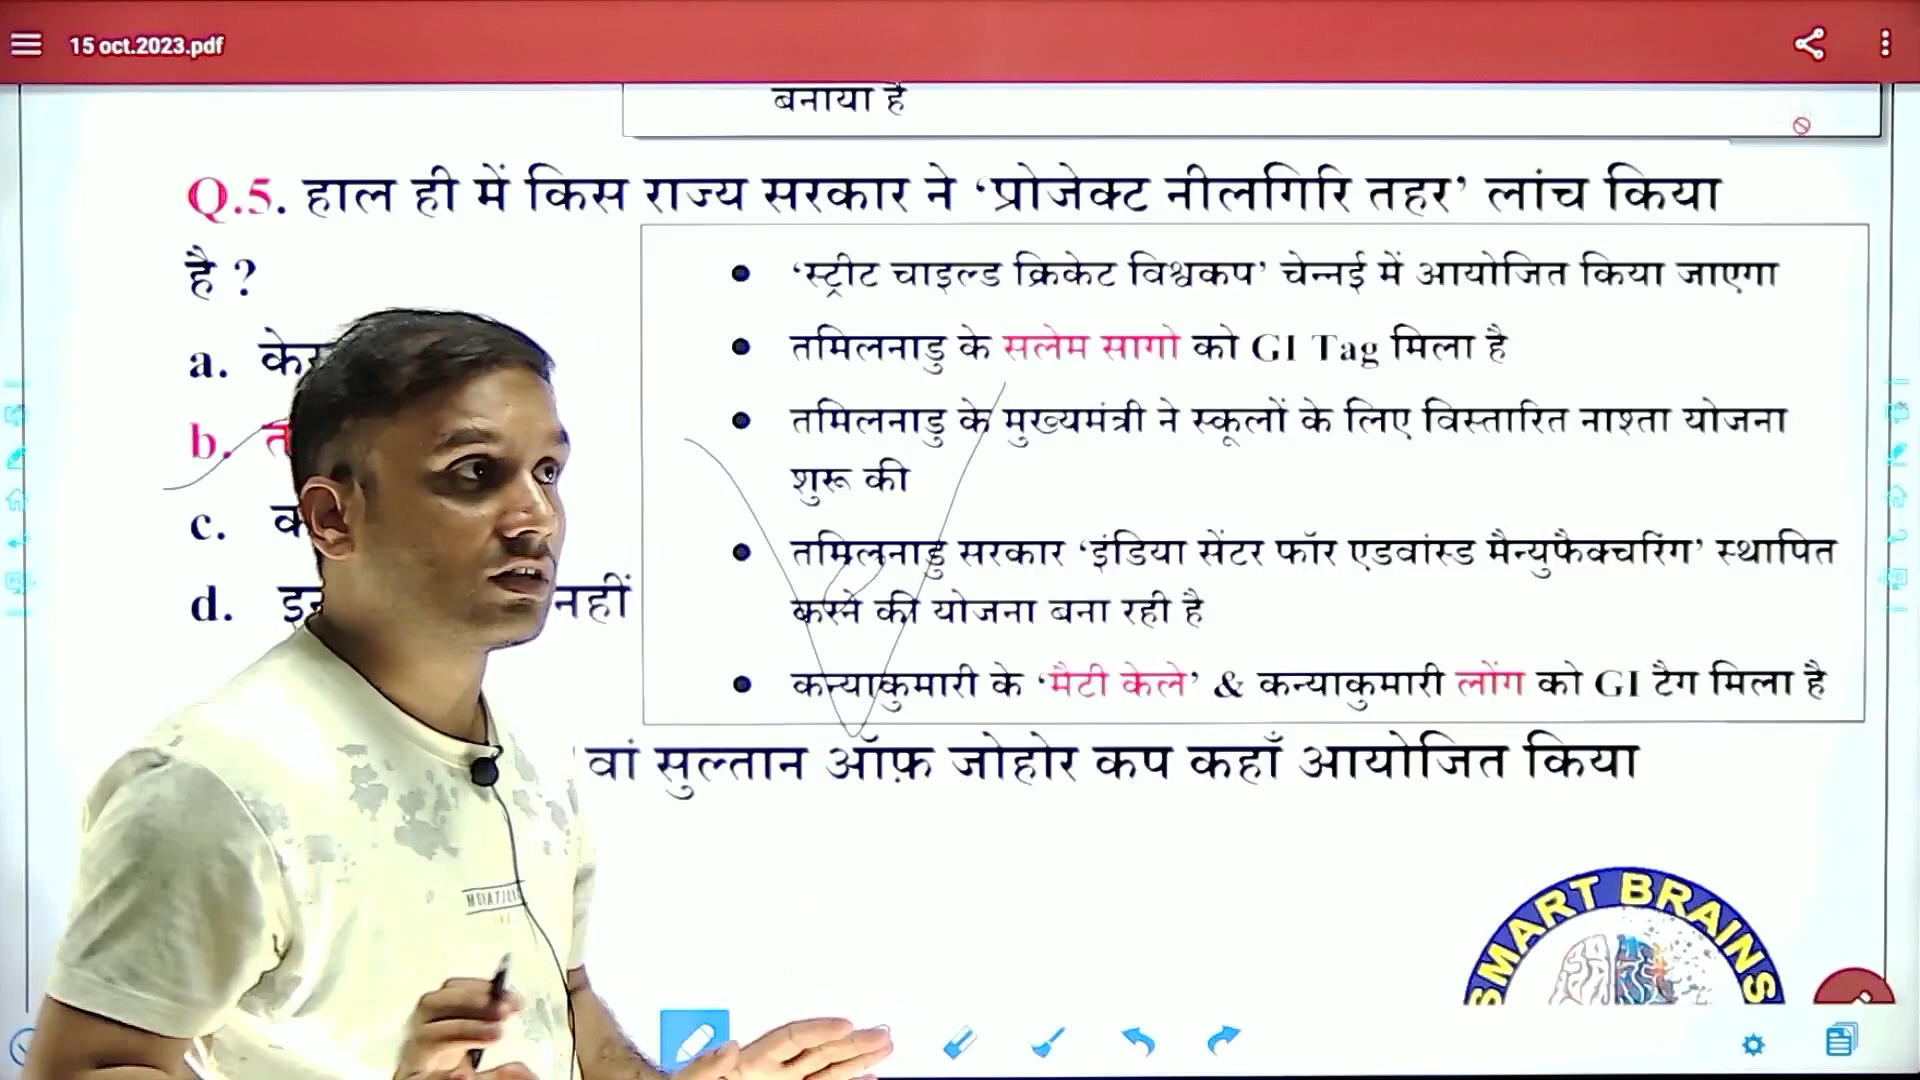 15 oct.2023.pdf
बनाया है
Q.5. हाल ही में किस राज्य सरकार ने ‘प्रोजेक्ट नीलगिरि तहर’ लांच किया
है ?
a.
b.
c.
d. नहीं
• ‘स्ट्रीट चाइल्ड क्रिकेट विश्वकप’ चेन्नई में आयोजित किया जाएगा
• तमिलनाडु के सलेम सागो को GI Tag मिला है
• तमिलनाडु के मुख्यमंत्री ने स्कूलों के लिए विस्तारित नाश्ता योजना
शुरू की
• तमिलनाडु सरकार ‘इंडिया सेंटर फॉर एडवांस्ड मैन्युफैक्चरिंग’ स्थापित
करने की योजना बना रही है
• कन्याकुमारी के ‘मैटी केले’ & कन्याकुमारी लोंग को GI टैग मिला है
वां सुल्तान ऑफ़ जोहोर कप कहाँ आयोजित किया
SMART BRAINS